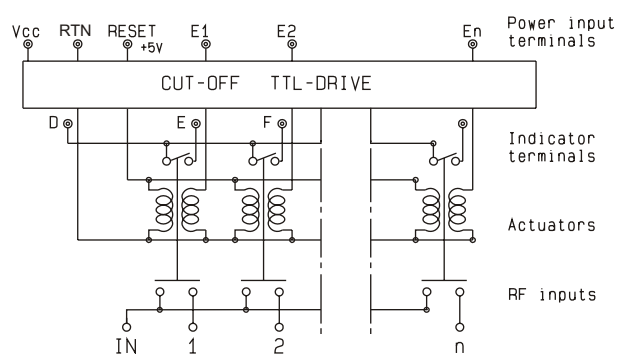 Vcc RTN RESET E1 E2 En Power input
+5V terminals
CUT-OFF TTL-DRIVE
D E F Indicator
terminals
Actuators
RF inputs
IN 1 2 n